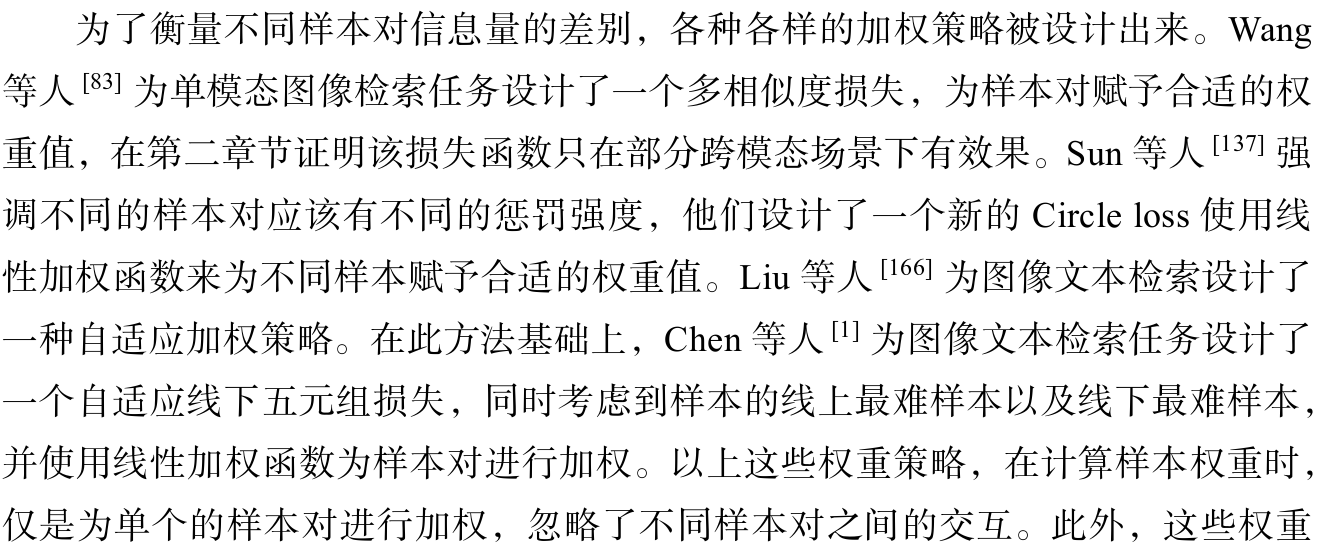 为了衡量不同样本对信息量的差别，各种各样的加权策略被设计出来。Wang
等人[83] 为单模态图像检索任务设计了一个多相似度损失，为样本对赋予合适的权
重值，在第二章节证明该损失函数只在部分跨模态场景下有效果。Sun 等人[137] 强
调不同的样本对应该有不同的惩罚强度，他们设计了一个新的 Circle loss 使用线
性加权函数来为不同样本赋予合适的权重值。Liu 等人[166] 为图像文本检索设计了
一种自适应加权策略。在此方法基础上，Chen 等人[1] 为图像文本检索任务设计了
一个自适应线下五元组损失，同时考虑到样本的线上最难样本以及线下最难样本，
并使用线性加权函数为样本对进行加权。以上这些权重策略，在计算样本权重时，
仅是为单个的样本对进行加权，忽略了不同样本对之间的交互。此外，这些权重